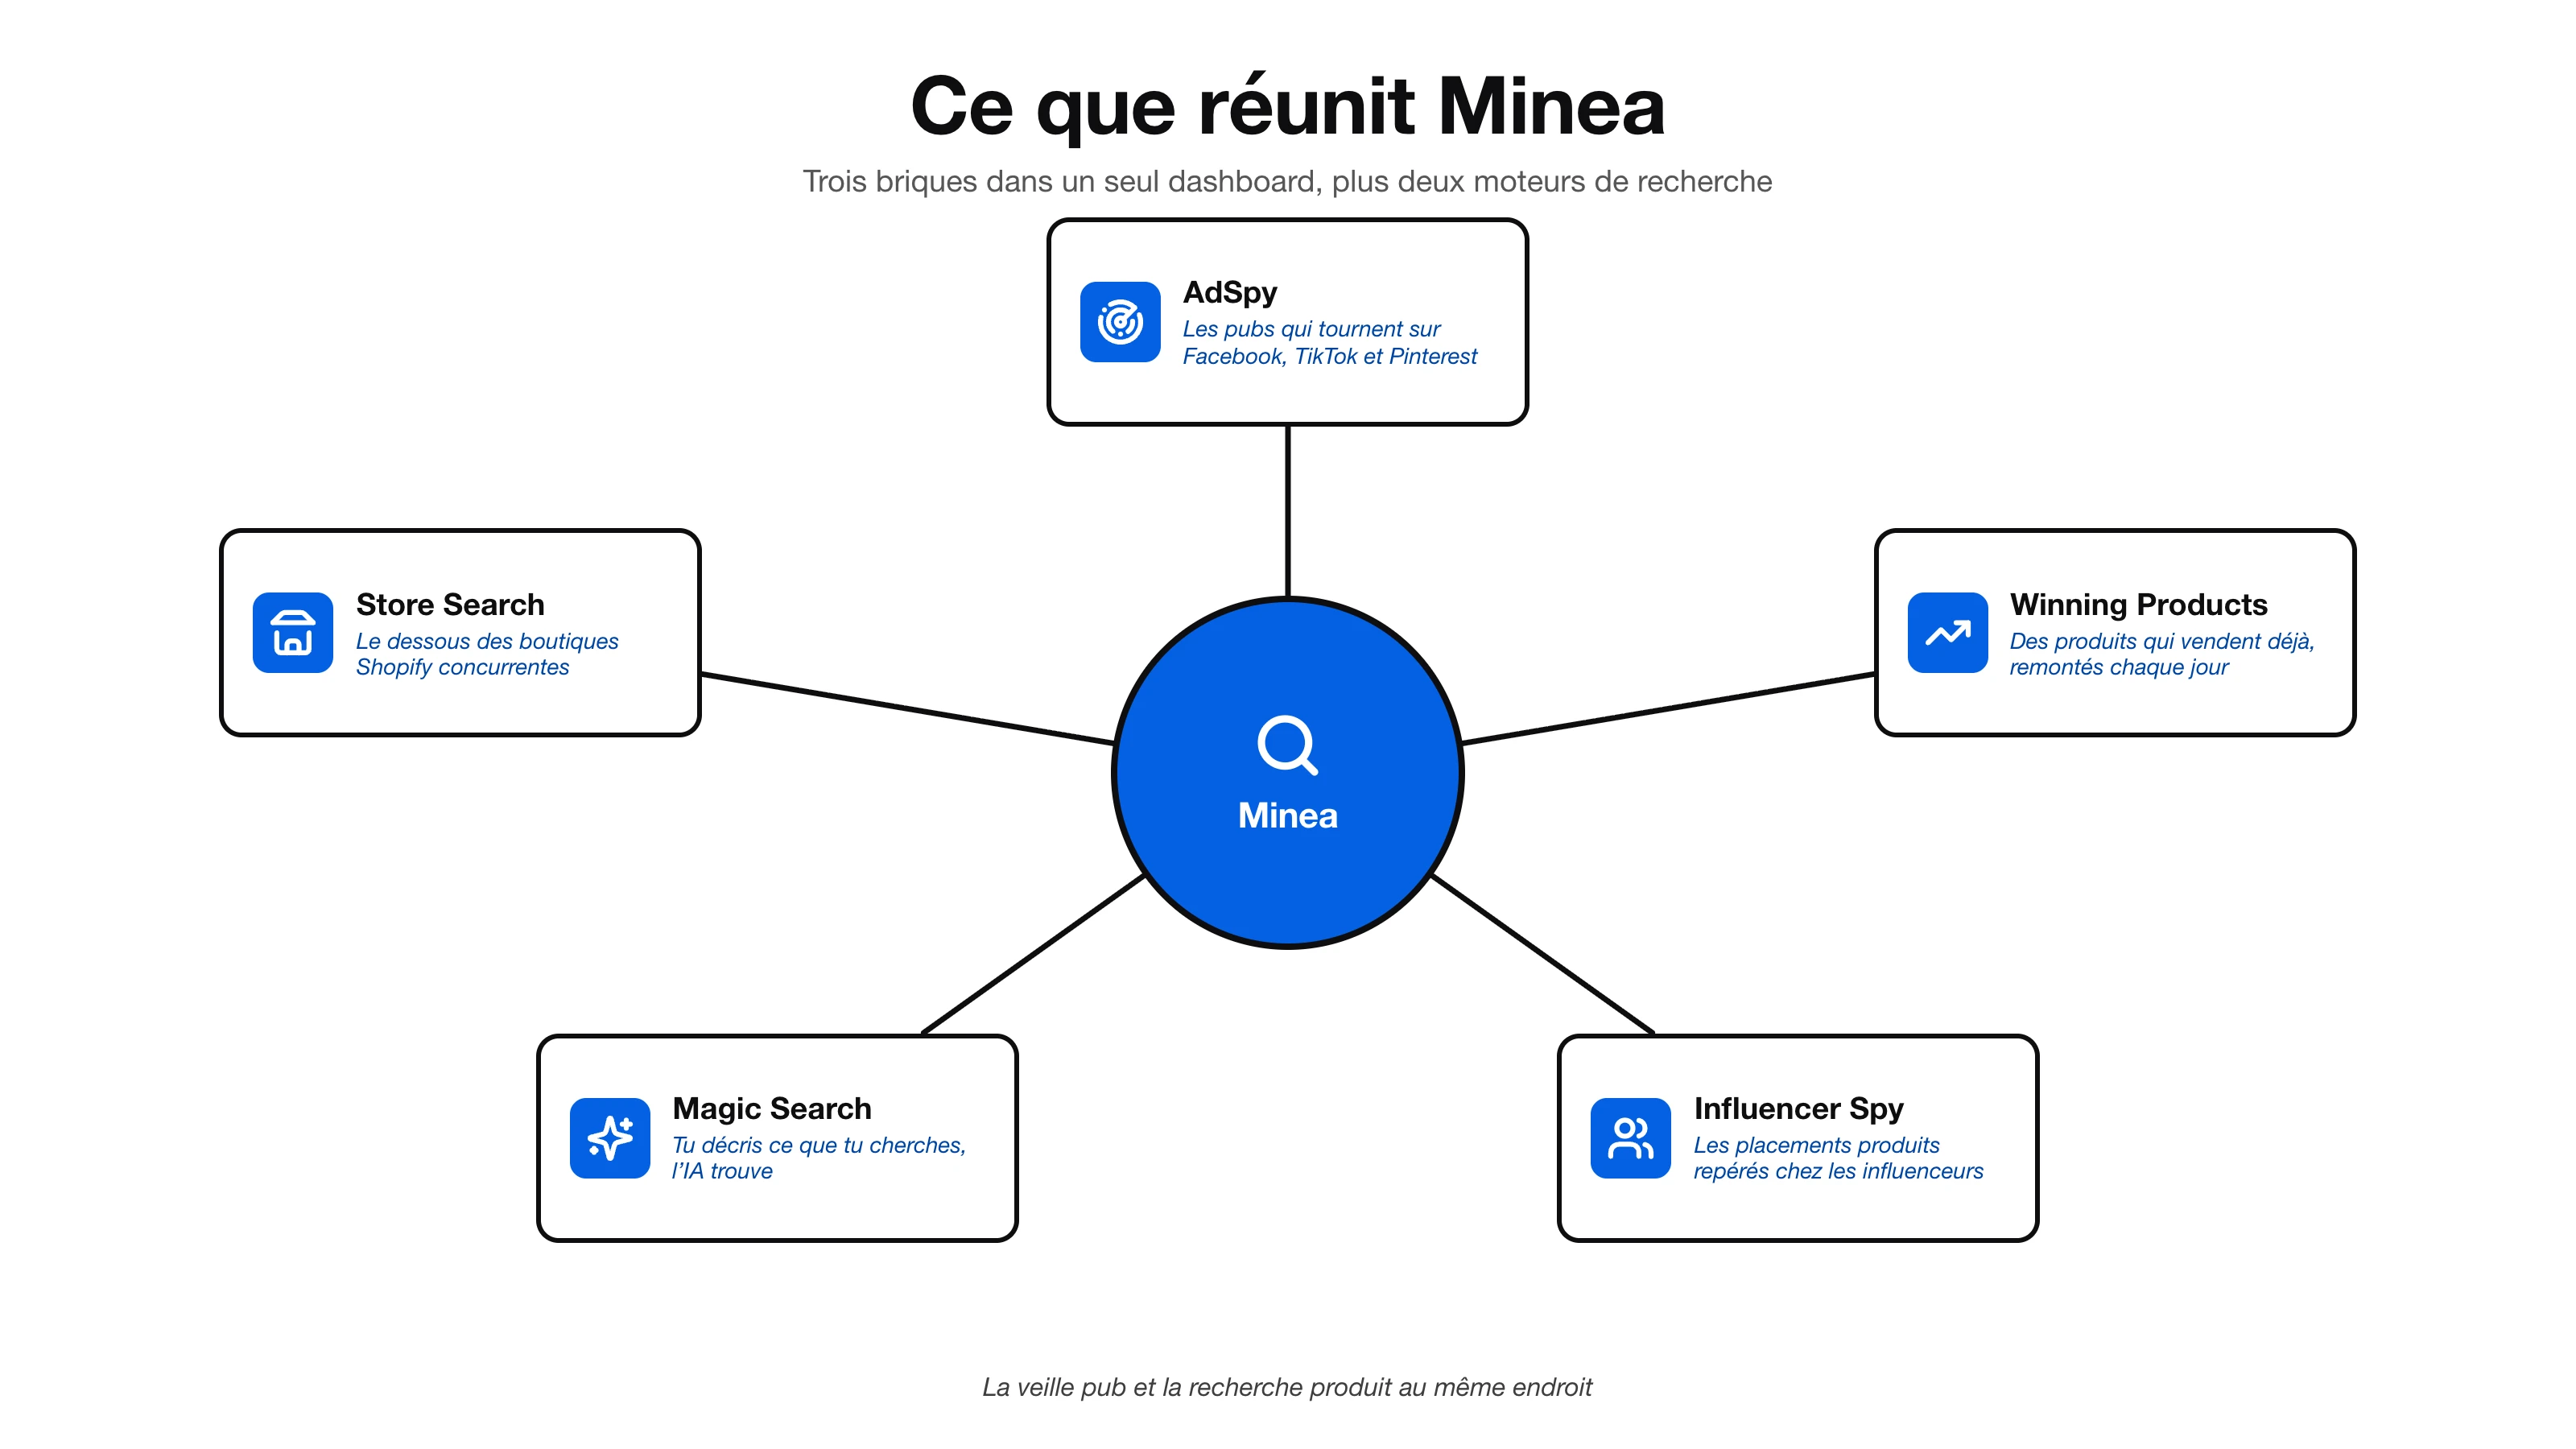 Ce que réunit Minea
Trois briques dans un seul dashboard, plus deux moteurs de recherche
AdSpy
Les pubs qui tournent sur
Facebook, TikTok et Pinterest
Store Search
Le dessous des boutiques
Shopify concurrentes
Winning Products
Des produits qui vendent déjà,
remontés chaque jour
Minea
Magic Search
Tu décris ce que tu cherches,
l’IA trouve
Influencer Spy
Les placements produits
repérés chez les influenceurs
La veille pub et la recherche produit au même endroit